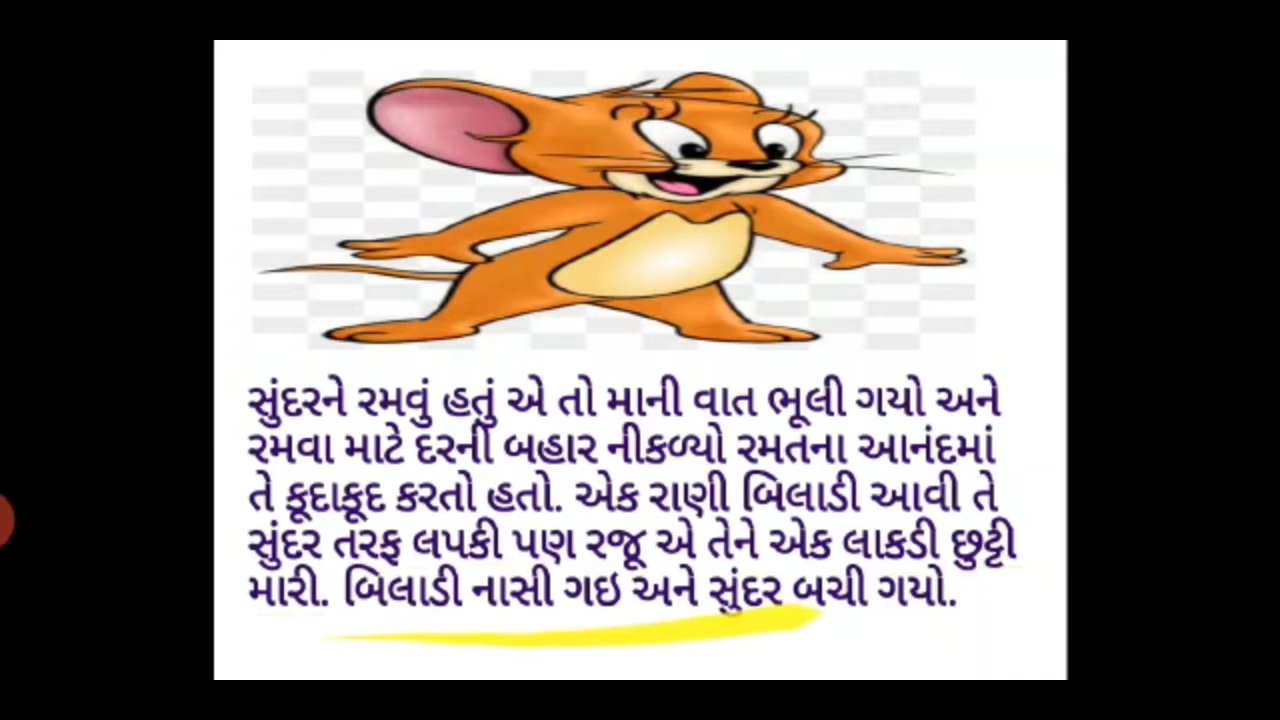 સુંદરને રમવું હતું એ તો માની વાત ભૂલી ગયો અને
રમવા માટે દરની બહાર નીકળ્યો રમતના આનંદમાં
તે કૂદાકૂદ કરતો હતો. એક રાણી બિલાડી આવી તે
સુંદર તરફ લપકી પણ રજૂ એ તેને એક લાકડી છુટ્ટી
મારી. બિલાડી નાસી ગઇ અને સુંદર બચી ગયો.